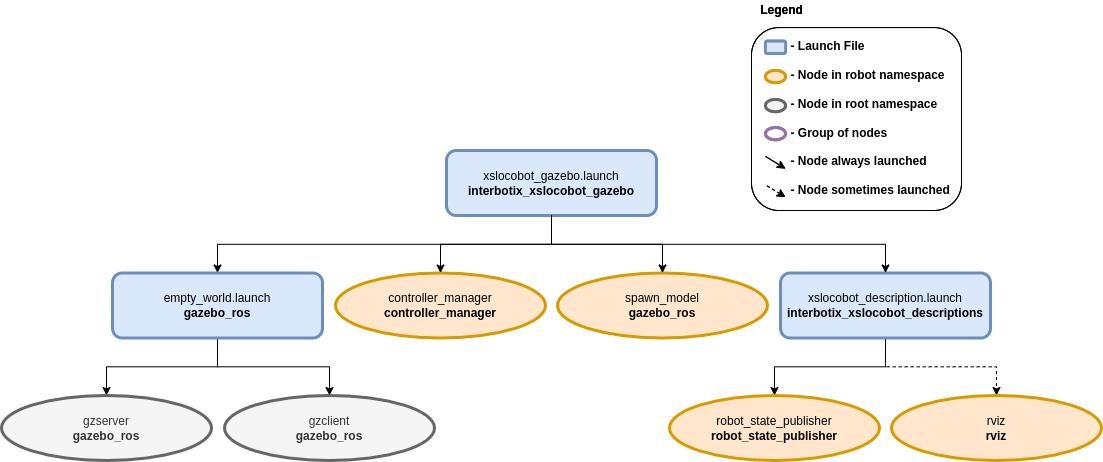 Legend
- Launch File
- Node in robot namespace
- Node in root namespace
- Group of nodes
- Node always launched
- Node sometimes launched
xslocobot_gazebo.launch
interbotix_xslocobot_gazebo
empty_world.launch
gazebo_ros
controller_manager
controller_manager
spawn_model
gazebo_ros
xslocobot_description.launch
interbotix_xslocobot_descriptions
gzserver
gazebo_ros
gzclient
gazebo_ros
robot_state_publisher
robot_state_publisher
rviz
rviz